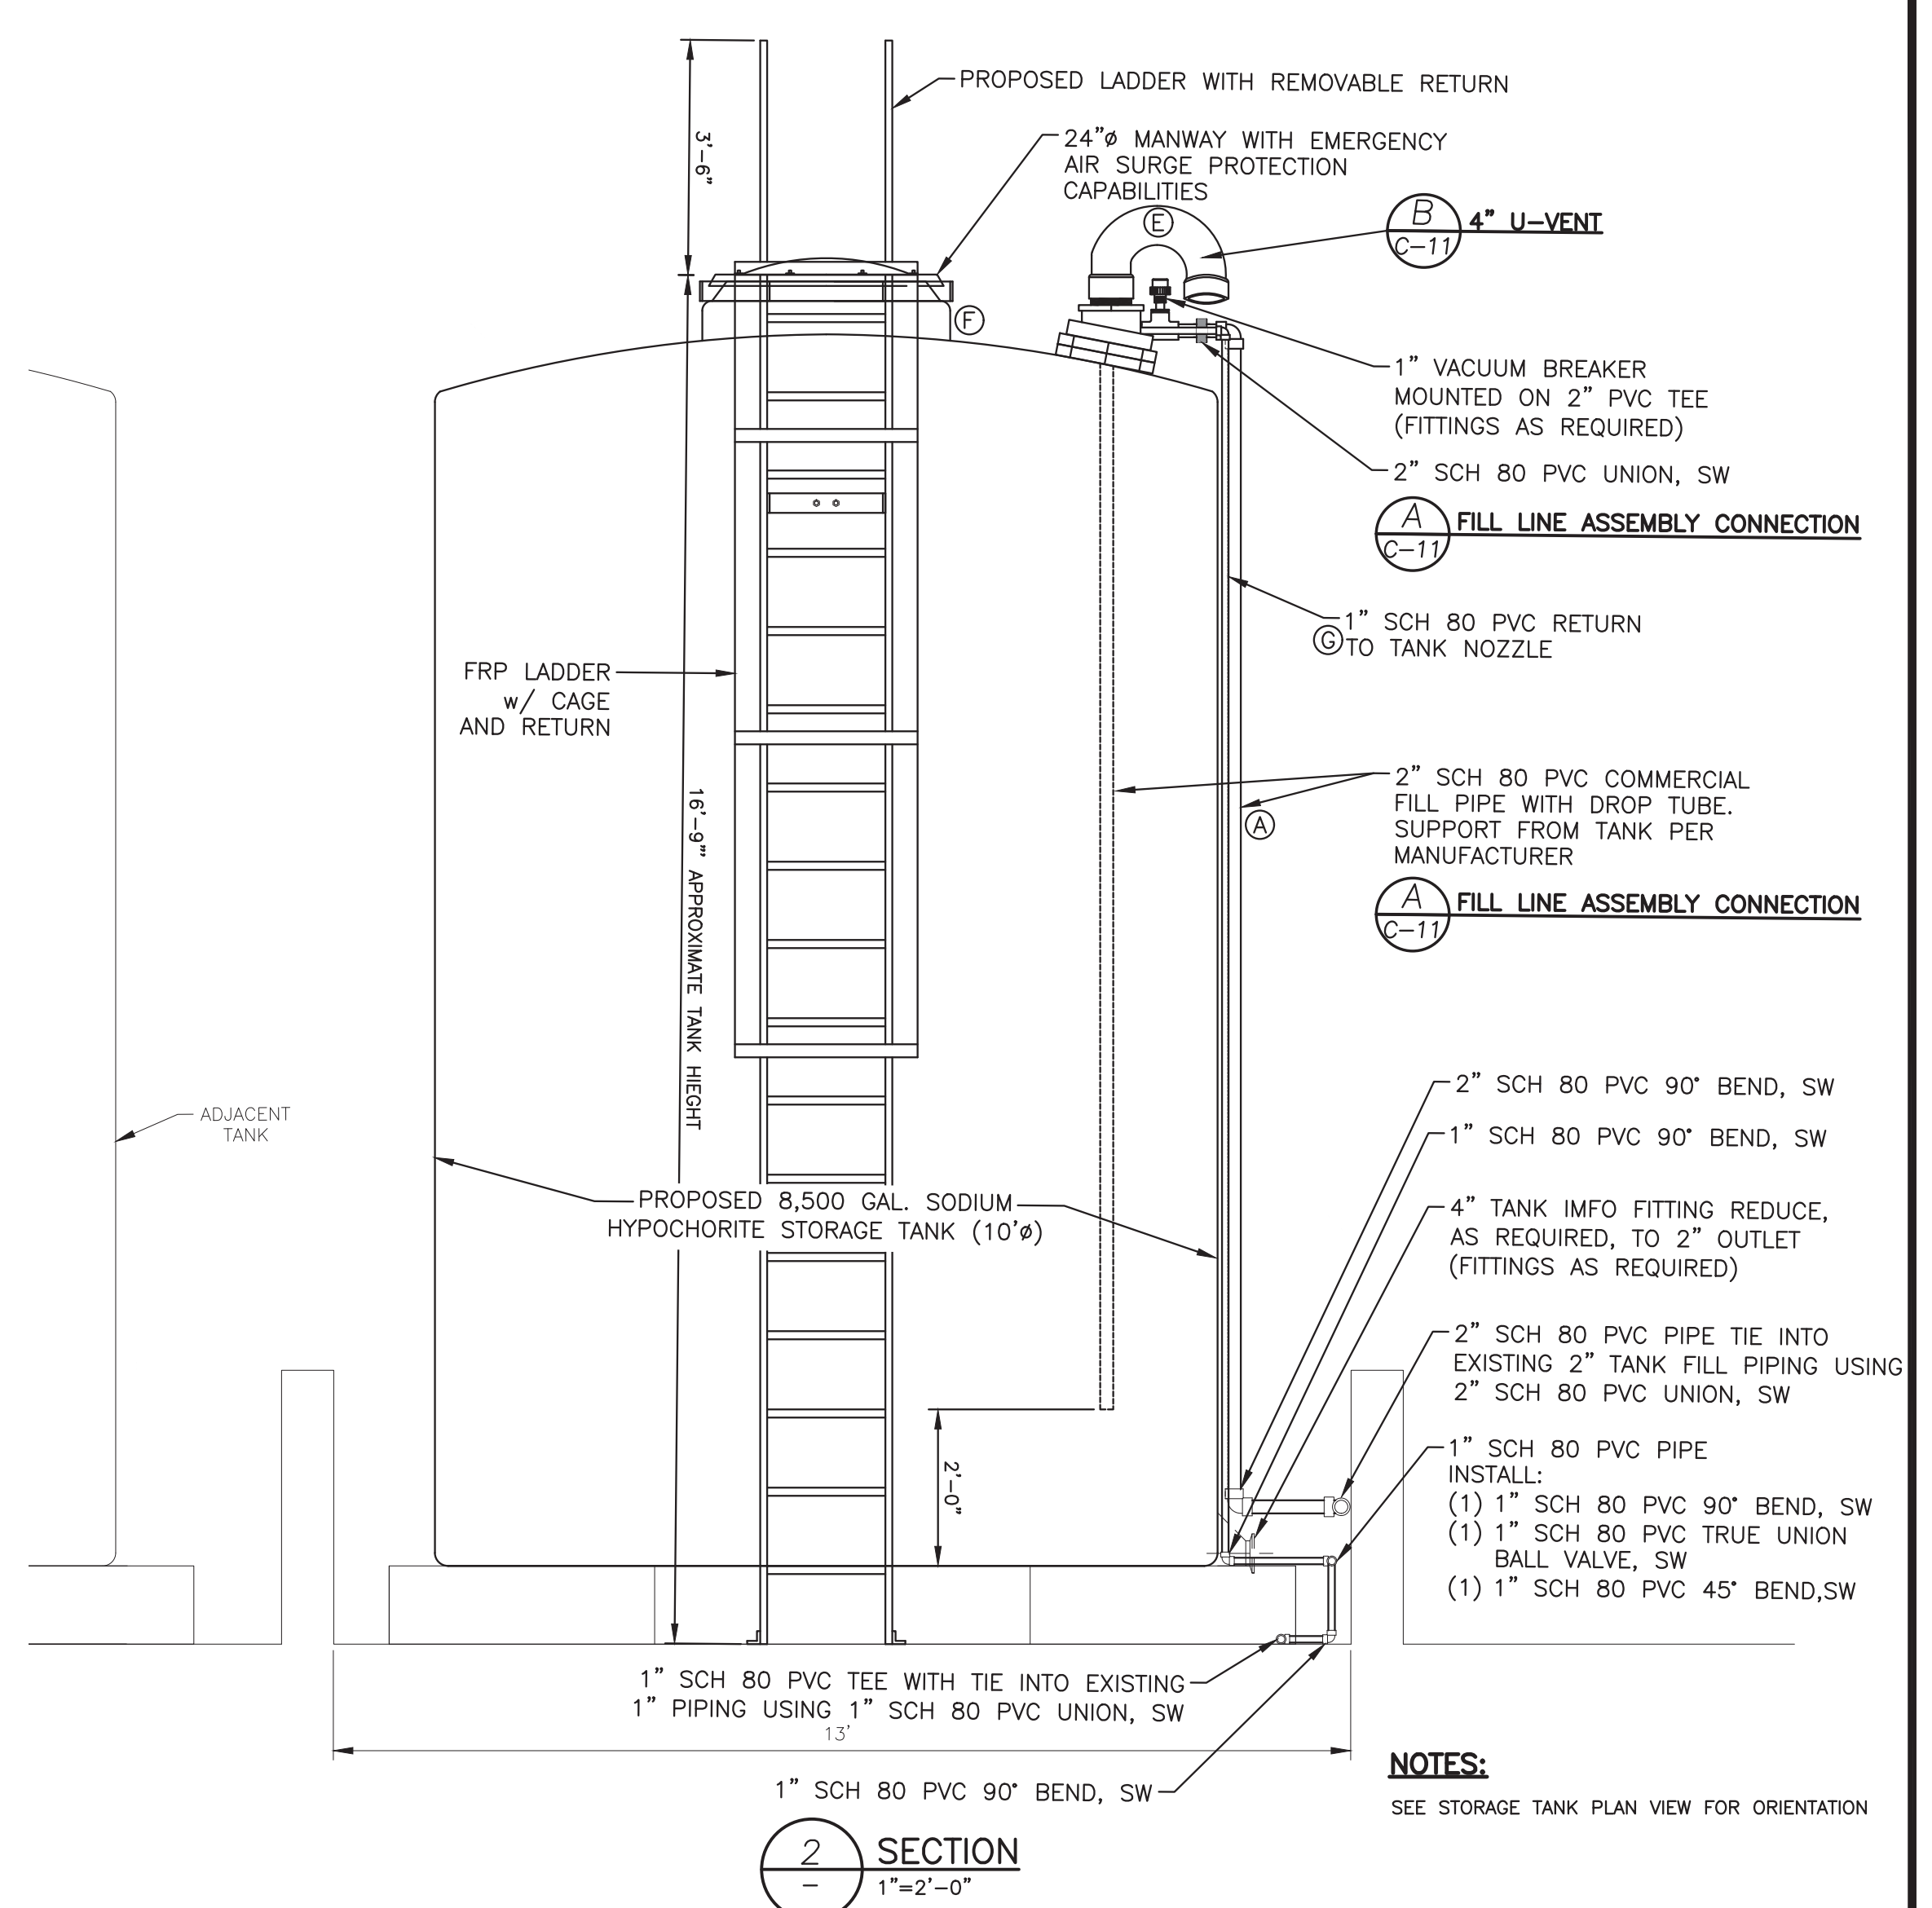 PROPOSED LADDER WITH REMOVABLE RETURN
3'-6"
24"ø MANWAY WITH EMERGENCY
AIR SURGE PROTECTION
CAPABILITIES
E
B
C-11
4" U-VENT
F
1" VACUUM BREAKER
MOUNTED ON 2" PVC TEE
(FITTINGS AS REQUIRED)
2" SCH 80 PVC UNION, SW
A
C-11
FILL LINE ASSEMBLY CONNECTION
1" SCH 80 PVC RETURN
G TO TANK NOZZLE
FRP LADDER
w/ CAGE
AND RETURN
16'-9"' APPROXIMATE TANK HIEGHT
2" SCH 80 PVC COMMERCIAL
FILL PIPE WITH DROP TUBE.
SUPPORT FROM TANK PER
MANUFACTURER
A
A
C-11
FILL LINE ASSEMBLY CONNECTION
ADJACENT
TANK
2" SCH 80 PVC 90° BEND, SW
1" SCH 80 PVC 90° BEND, SW
PROPOSED 8,500 GAL. SODIUM
HYPOCHORITE STORAGE TANK (10'ø)
4" TANK IMFO FITTING REDUCE,
AS REQUIRED, TO 2" OUTLET
(FITTINGS AS REQUIRED)
2" SCH 80 PVC PIPE TIE INTO
EXISTING 2" TANK FILL PIPING USING
2" SCH 80 PVC UNION, SW
2'-0"
1" SCH 80 PVC PIPE
INSTALL:
(1) 1" SCH 80 PVC 90° BEND, SW
(1) 1" SCH 80 PVC TRUE UNION
BALL VALVE, SW
(1) 1" SCH 80 PVC 45° BEND,SW
1" SCH 80 PVC TEE WITH TIE INTO EXISTING
1" PIPING USING 1" SCH 80 PVC UNION, SW
13'
1" SCH 80 PVC 90° BEND, SW
NOTES:
SEE STORAGE TANK PLAN VIEW FOR ORIENTATION
2
-
SECTION
1"=2'-0"